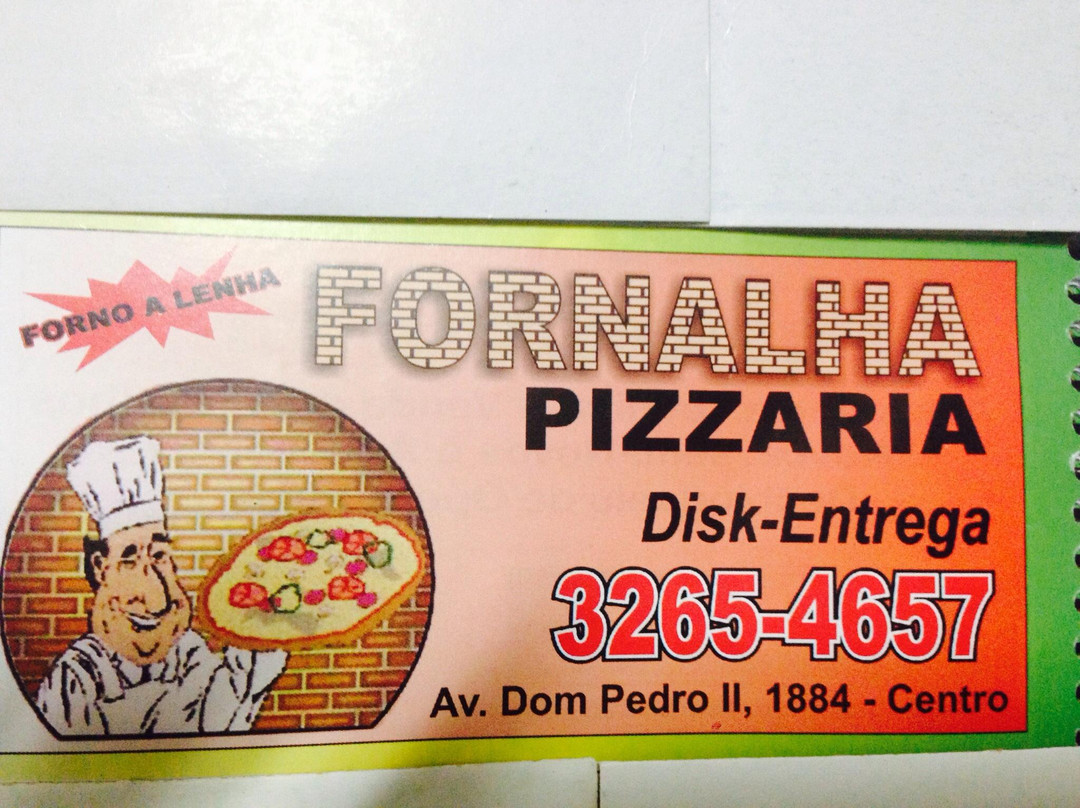 FORNO A LENHA
FORNALHA
PIZZARIA
Disk-Entrega
3265-4657
Av. Dom Pedro II, 1884 - Centro